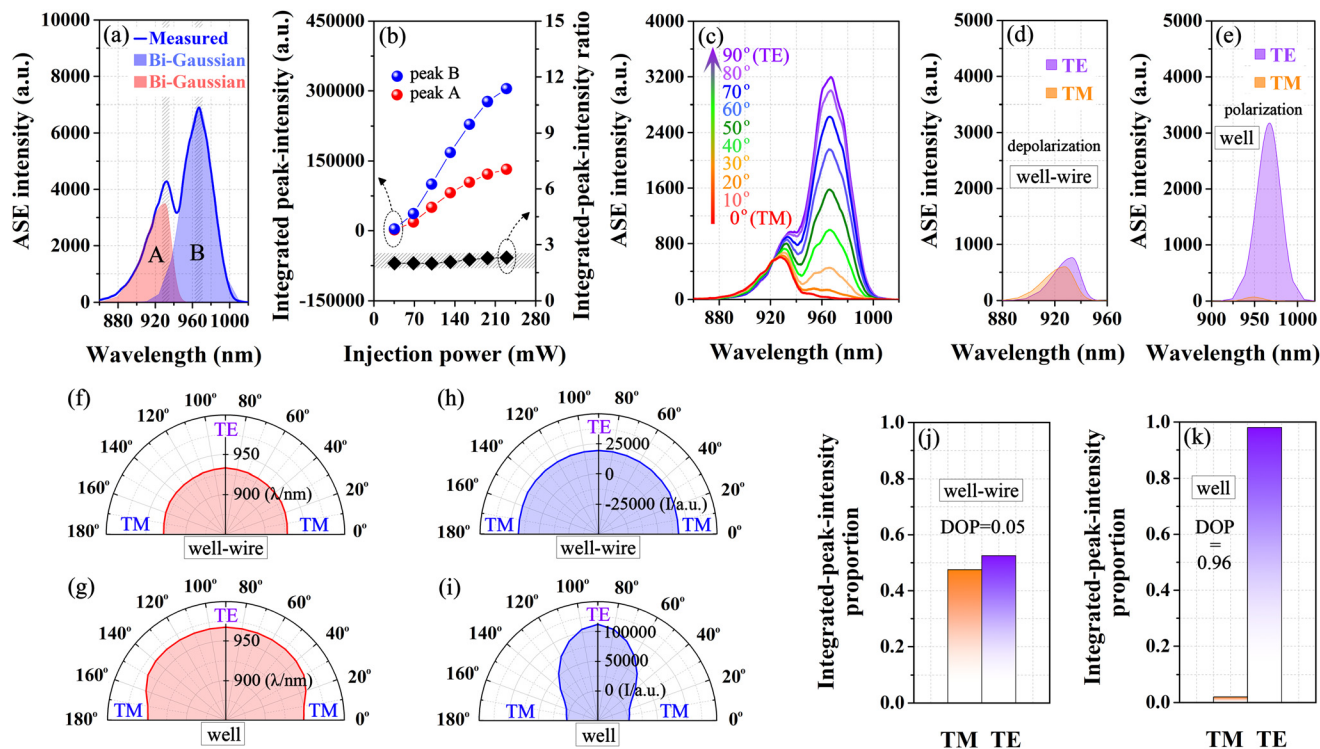 (a)
Measured
Bi-Gaussian
Bi-Gaussian
A
B
10000
8000
6000
4000
2000
0
ASE intensity (a.u.)
860
920
960
1020
Wavelength (nm)
(b)
peak B
peak A
450000
300000
150000
0
-150000
Integrated peak-intensity (a.u.)
15
12
9
6
3
0
Integrated-peak-intensity ratio
0
70
140
210
280
Injection power (mW)
(c)
90° (TE)
80°
70°
60°
50°
40°
30°
20°
10°
0° (TM)
4000
3200
2400
1600
800
0
ASE intensity (a.u.)
860
920
960
1020
Wavelength (nm)
(d)
TE
TM
depolarization
well-wire
5000
4000
3000
2000
1000
0
ASE intensity (a.u.)
860
920
960
Wavelength (nm)
(e)
TE
TM
polarization
well
5000
4000
3000
2000
1000
0
ASE intensity (a.u.)
900
950
1000
Wavelength (nm)
(f)
100°
80°
120°
60°
140°
40°
160°
20°
180°
0°
TE
950
900 (λ/nm)
TM
TM
well-wire
(h)
100°
80°
120°
60°
140°
40°
160°
20°
180°
0°
TE
25000
0
-25000 (I/a.u.)
TM
TM
well-wire
(g)
100°
80°
120°
60°
140°
40°
160°
20°
180°
0°
TE
950
900 (λ/nm)
TM
TM
well
(i)
100°
80°
120°
60°
140°
40°
160°
20°
180°
0°
TE
100000
50000
0 (I/a.u.)
TM
TM
well
(j)
well-wire
DOP=0.05
1.0
0.8
0.6
0.4
0.2
0.0
Integrated-peak-intensity
proportion
TM TE
(k)
well
DOP
=
0.96
1.0
0.8
0.6
0.4
0.2
0.0
Integrated-peak-intensity
proportion
TM TE